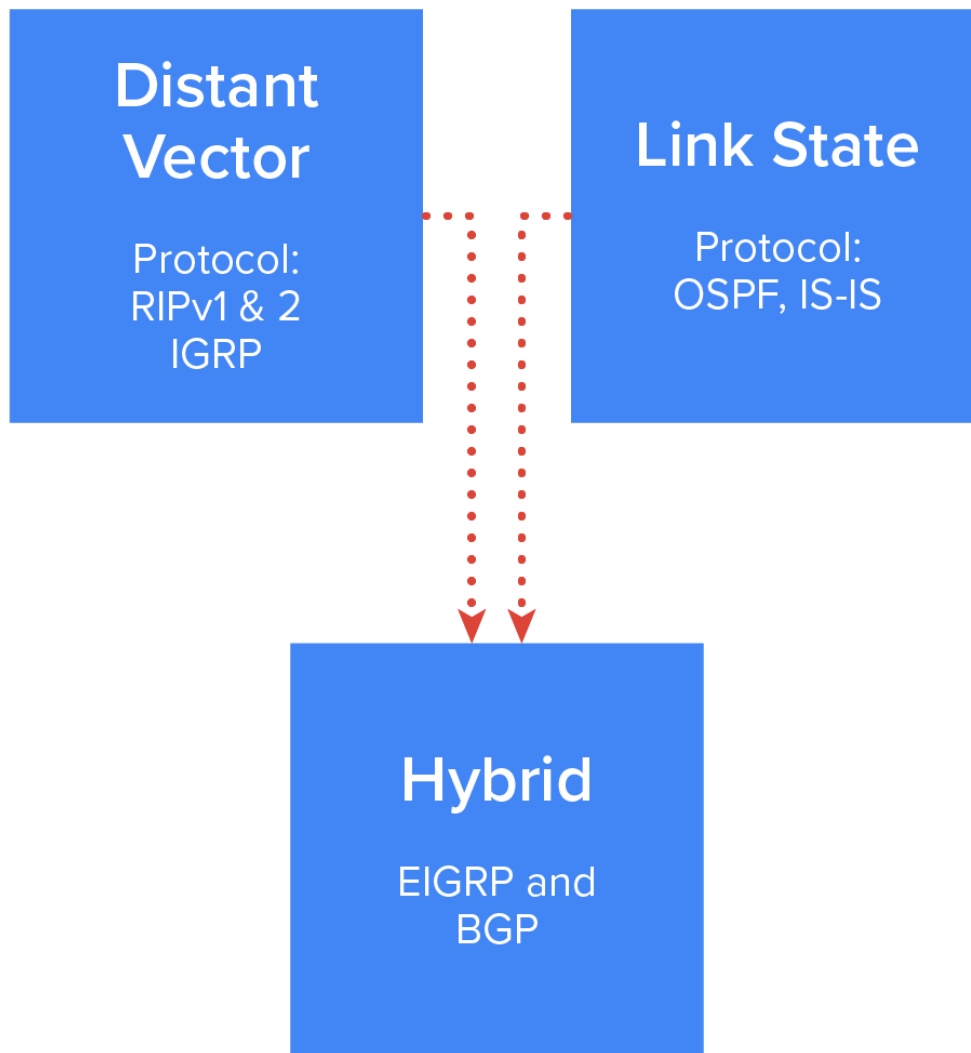 Distant
Vector
Protocol:
RIPv1 & 2
IGRP
Link State
Protocol:
OSPF, IS-IS
Hybrid
EIGRP and
BGP